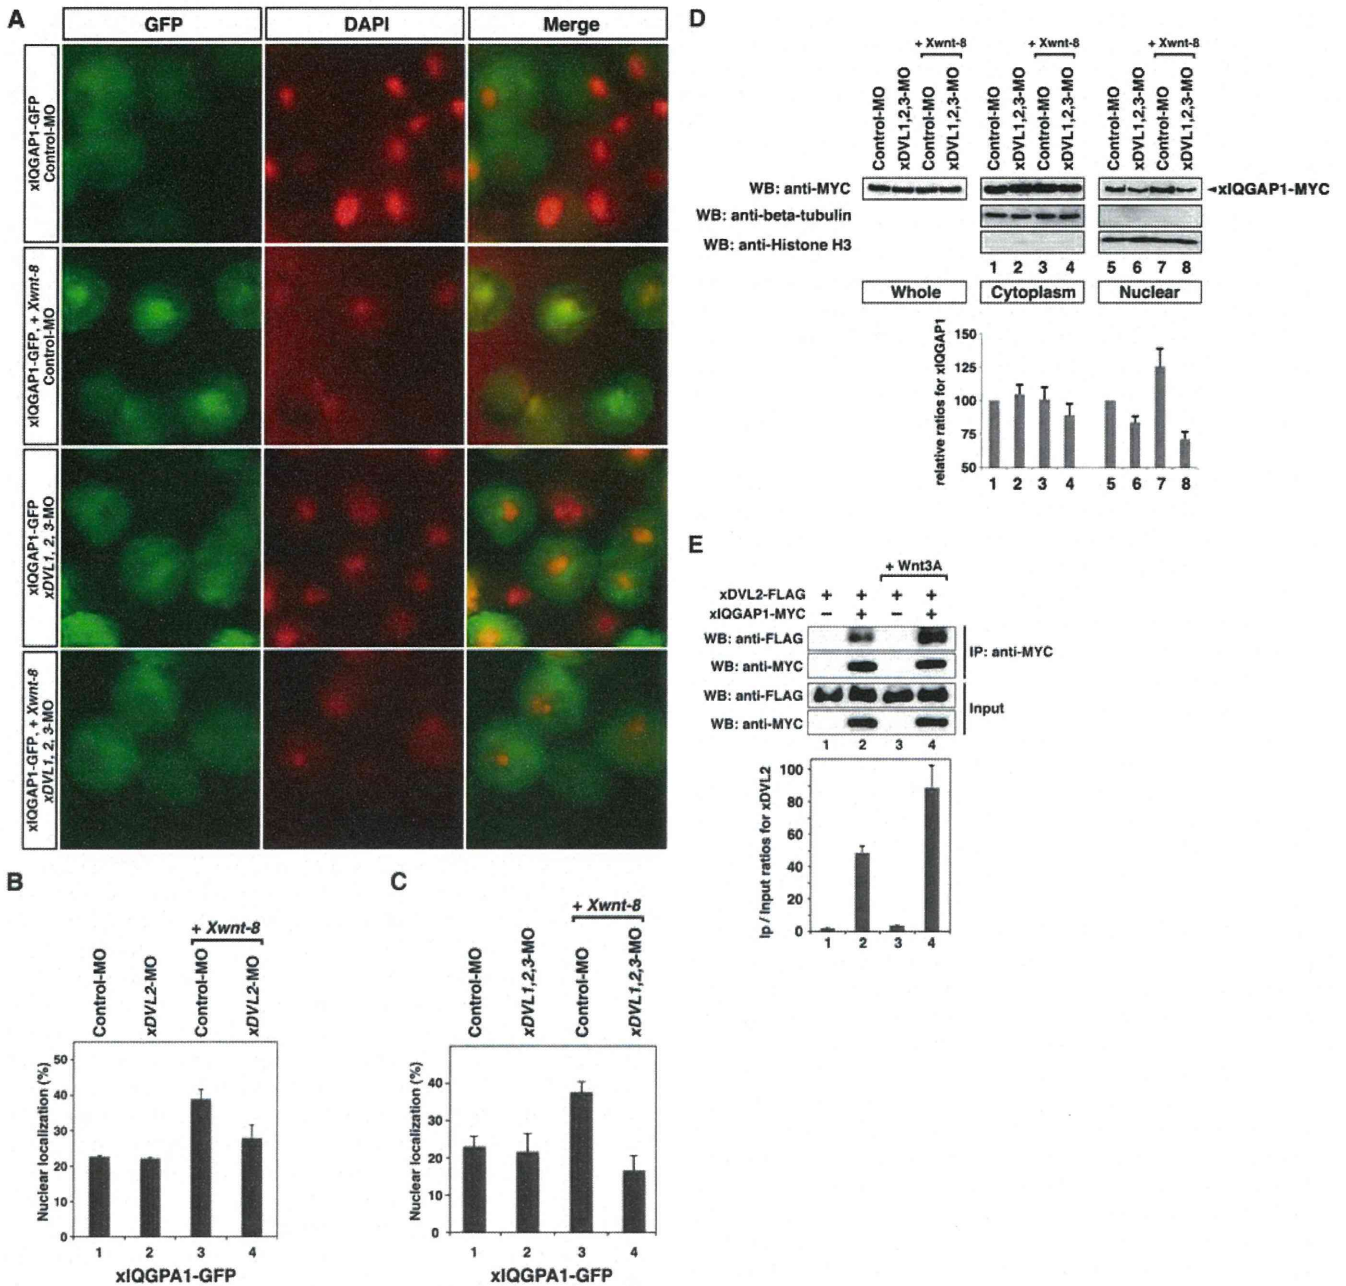 A
GFP
DAPI
Merge
xIQGAP1-GFP
Control-MO
xIQGAP1-GFP, + Xwnt-8
Control-MO
xIQGAP1-GFP
xDVL1, 2, 3-MO
xIQGAP1-GFP, + Xwnt-8
xDVL1, 2, 3-MO
B
+ Xwnt-8
Control-MO
xDVL2-MO
Control-MO
xDVL2-MO
Nuclear localization (%)
50
40
30
20
10
0
1 2 3 4
xIQGPA1-GFP
C
+ Xwnt-8
Control-MO
xDVL1,2,3-MO
Control-MO
xDVL1,2,3-MO
Nuclear localization (%)
40
30
20
10
0
1 2 3 4
xIQGPA1-GFP
D
+ Xwnt-8
+ Xwnt-8
+ Xwnt-8
Control-MO
xDVL1,2,3-MO
Control-MO
xDVL1,2,3-MO
Control-MO
xDVL1,2,3-MO
Control-MO
xDVL1,2,3-MO
Control-MO
xDVL1,2,3-MO
Control-MO
xDVL1,2,3-MO
WB: anti-MYC
xIQGAP1-MYC
WB: anti-beta-tubulin
WB: anti-Histone H3
1 2 3 4 5 6 7 8
Whole
Cytoplasm
Nuclear
relative ratios for xIQGAP1
150
125
100
75
50
1 2 3 4 5 6 7 8
E
+ Wnt3A
xDVL2-FLAG + + + +
xIQGAP1-MYC − + − +
WB: anti-FLAG
WB: anti-MYC
IP: anti-MYC
WB: anti-FLAG
WB: anti-MYC
Input
1 2 3 4
Ip / Input ratios for xDVL2
100
80
60
40
20
0
1 2 3 4